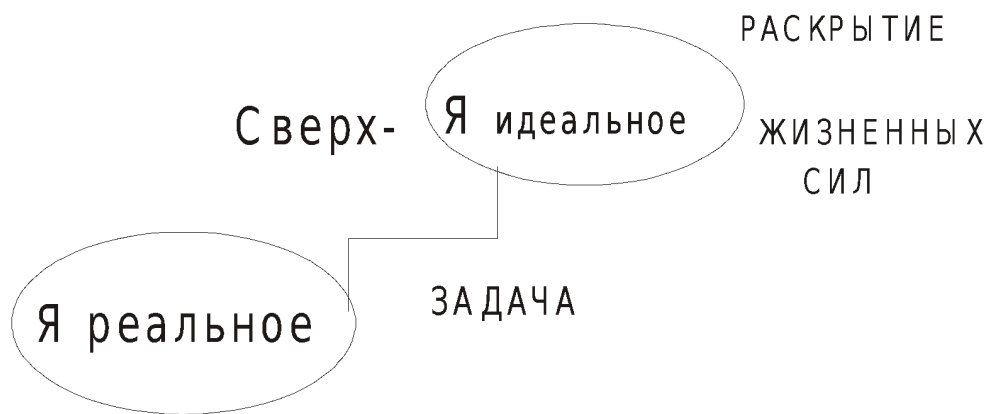 РАСКРЫТИЕ
Сверх- Я идеальное
ЖИЗНЕННЫХ
СИЛ
Я реальное
ЗАДАЧА